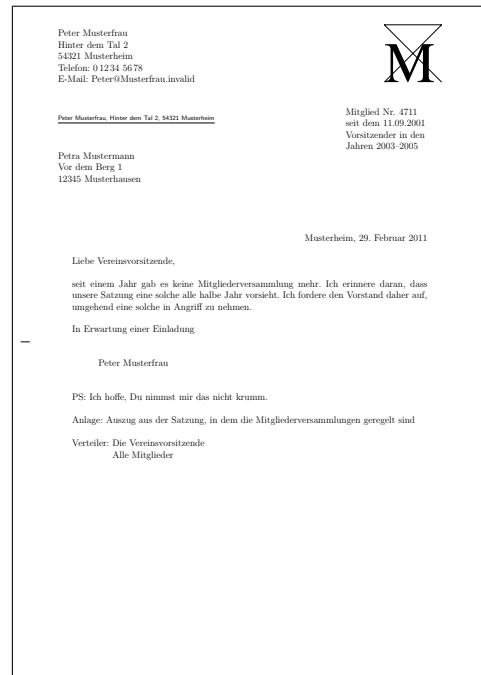 Peter Musterfrau
Hinter dem Tal 2
54321 Musterheim
Telefon: 0 12 34 56 78
E-Mail: Peter@Musterfrau.invalid
M
Peter Musterfrau, Hinter dem Tal 2, 54321 Musterheim
Mitglied Nr. 4711
seit dem 11.09.2001
Vorsitzender in den
Jahren 2003–2005
Petra Mustermann
Vor dem Berg 1
12345 Musterhausen
Musterheim, 29. Februar 2011
Liebe Vereinsvorsitzende,
seit einem Jahr gab es keine Mitgliederversammlung mehr. Ich erinnere daran, dass
unsere Satzung eine solche alle halbe Jahr vorsieht. Ich fordere den Vorstand daher auf,
umgehend eine solche in Angriff zu nehmen.
In Erwartung einer Einladung
Peter Musterfrau
PS: Ich hoffe, Du nimmst mir das nicht krumm.
Anlage: Auszug aus der Satzung, in dem die Mitgliederversammlungen geregelt sind
Verteiler: Die Vereinsvorsitzende
Alle Mitglieder